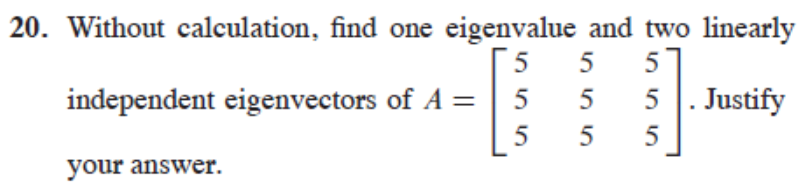 20. Without calculation, find one eigenvalue and two linearly
independent eigenvectors of A = [5 5 5
5 5 5
5 5 5]. Justify
your answer.